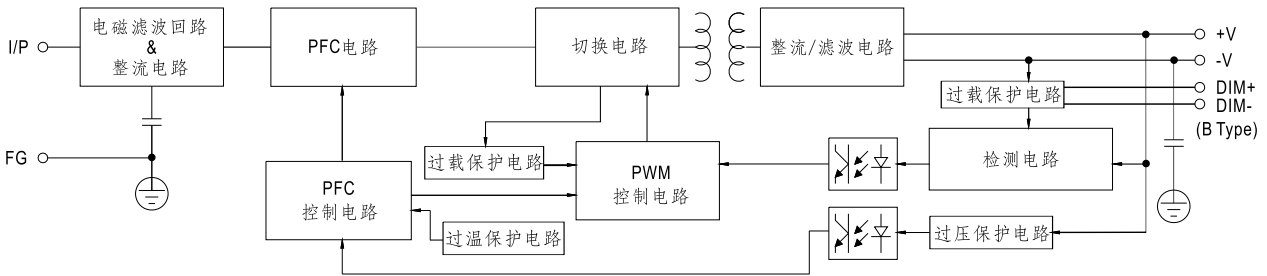 I/P
电磁滤波回路
&
整流电路
PFC电路
切换电路
整流/滤波电路
+V
-V
过载保护电路
DIM+
DIM-
(B Type)
FG
过载保护电路
PFC
控制电路
PWM
控制电路
检测电路
过温保护电路
过压保护电路